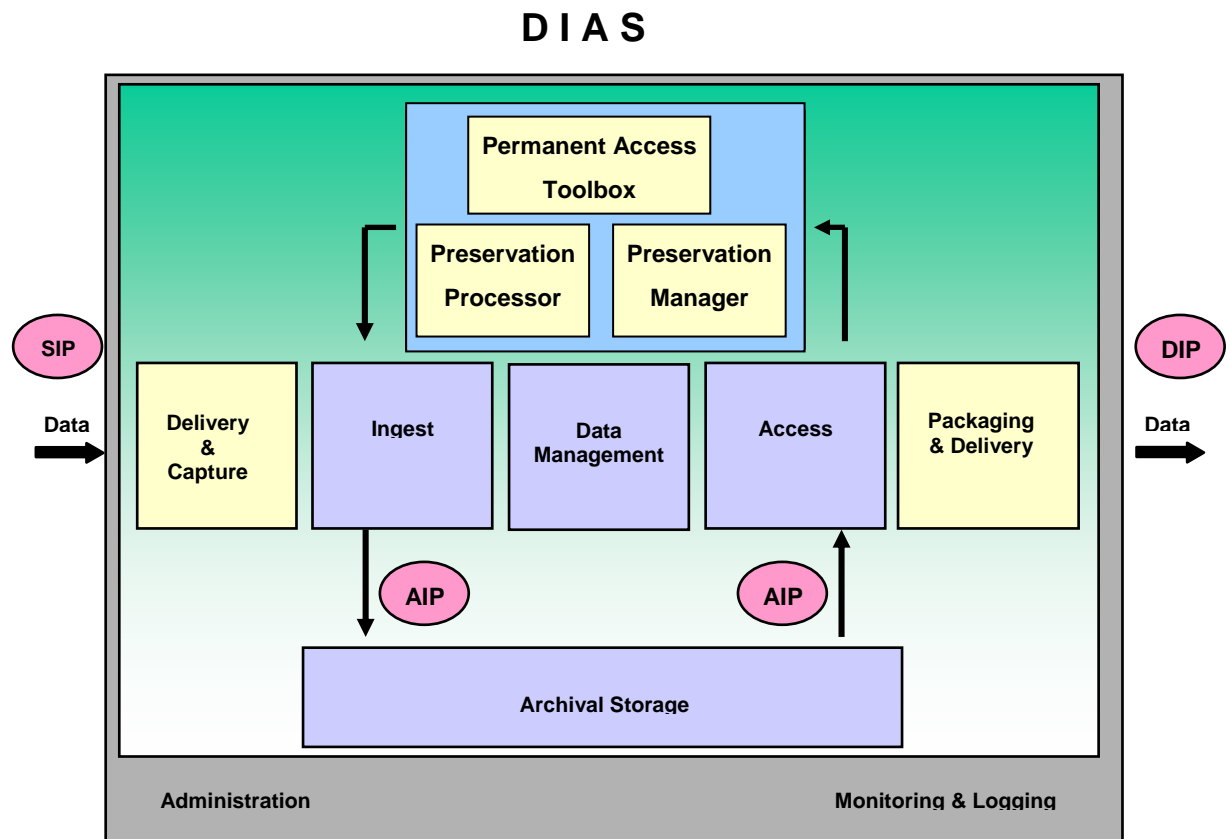 D I A S
Permanent Access
Toolbox
Preservation
Processor
Preservation
Manager
SIP
DIP
Data
Data
Delivery
&
Capture
Ingest
Data
Management
Access
Packaging
& Delivery
AIP
AIP
Archival Storage
Administration
Monitoring & Logging